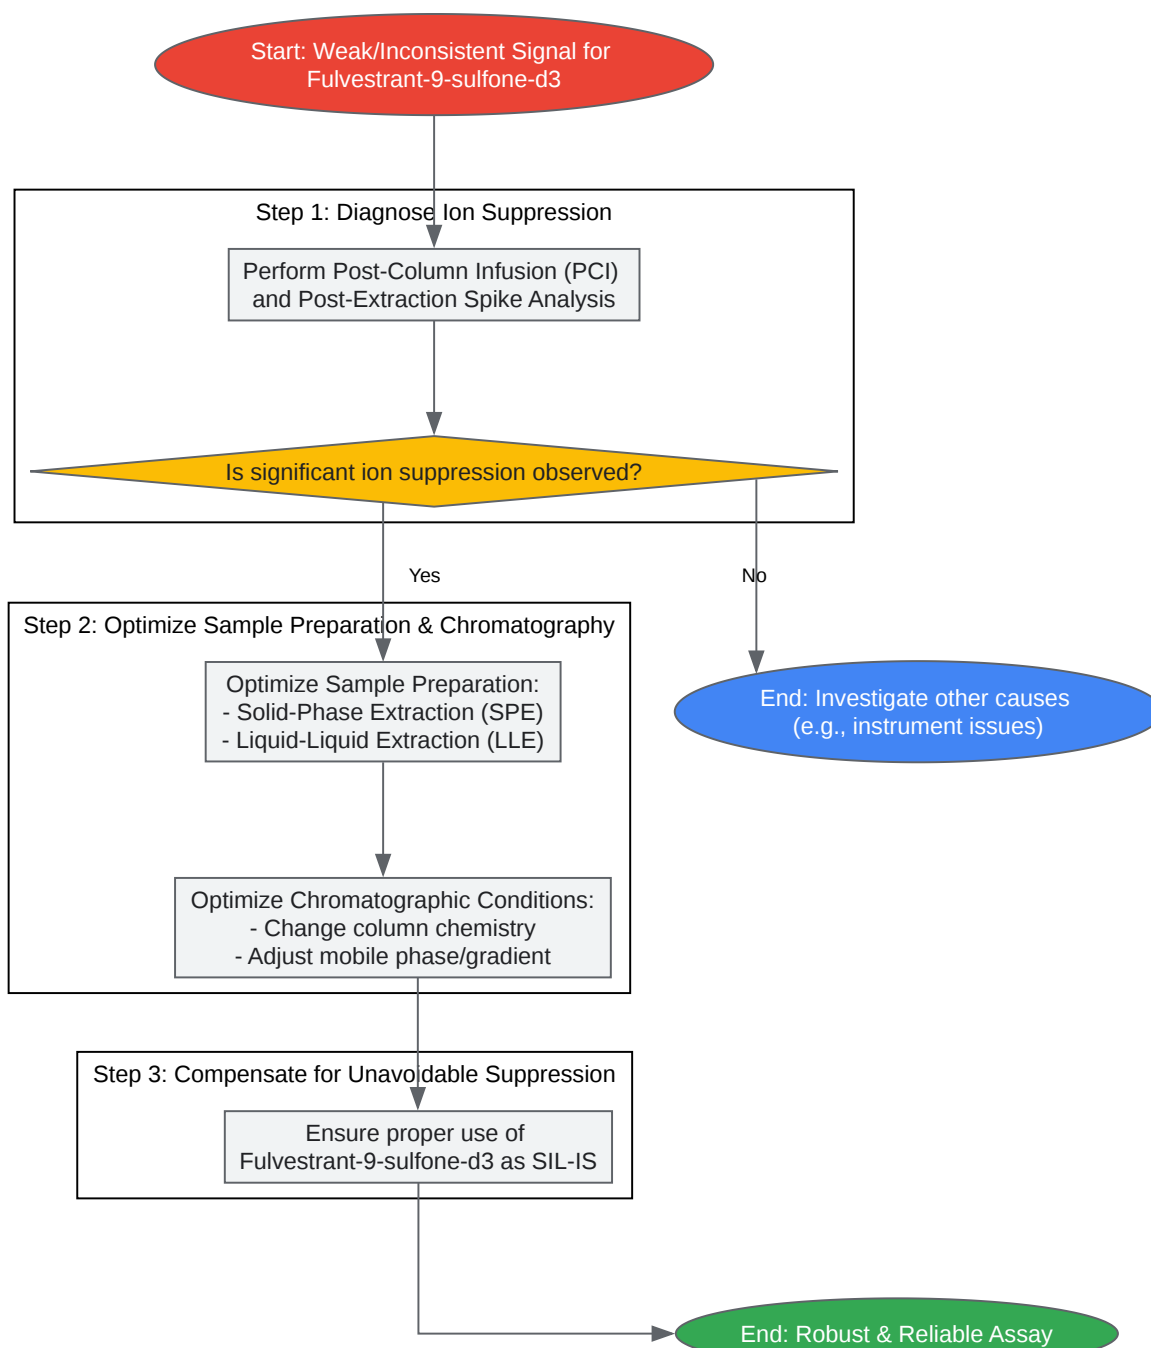 Start: Weak/Inconsistent Signal for
Fulvestrant-9-sulfone-d3
Step 1: Diagnose Ion Suppression
Perform Post-Column Infusion (PCI)
and Post-Extraction Spike Analysis
Is significant ion suppression observed?
Yes
No
Step 2: Optimize Sample Preparation & Chromatography
Optimize Sample Preparation:
- Solid-Phase Extraction (SPE)
- Liquid-Liquid Extraction (LLE)
End: Investigate other causes
(e.g., instrument issues)
Optimize Chromatographic Conditions:
- Change column chemistry
- Adjust mobile phase/gradient
Step 3: Compensate for Unavoidable Suppression
Ensure proper use of
Fulvestrant-9-sulfone-d3 as SIL-IS
End: Robust & Reliable Assay